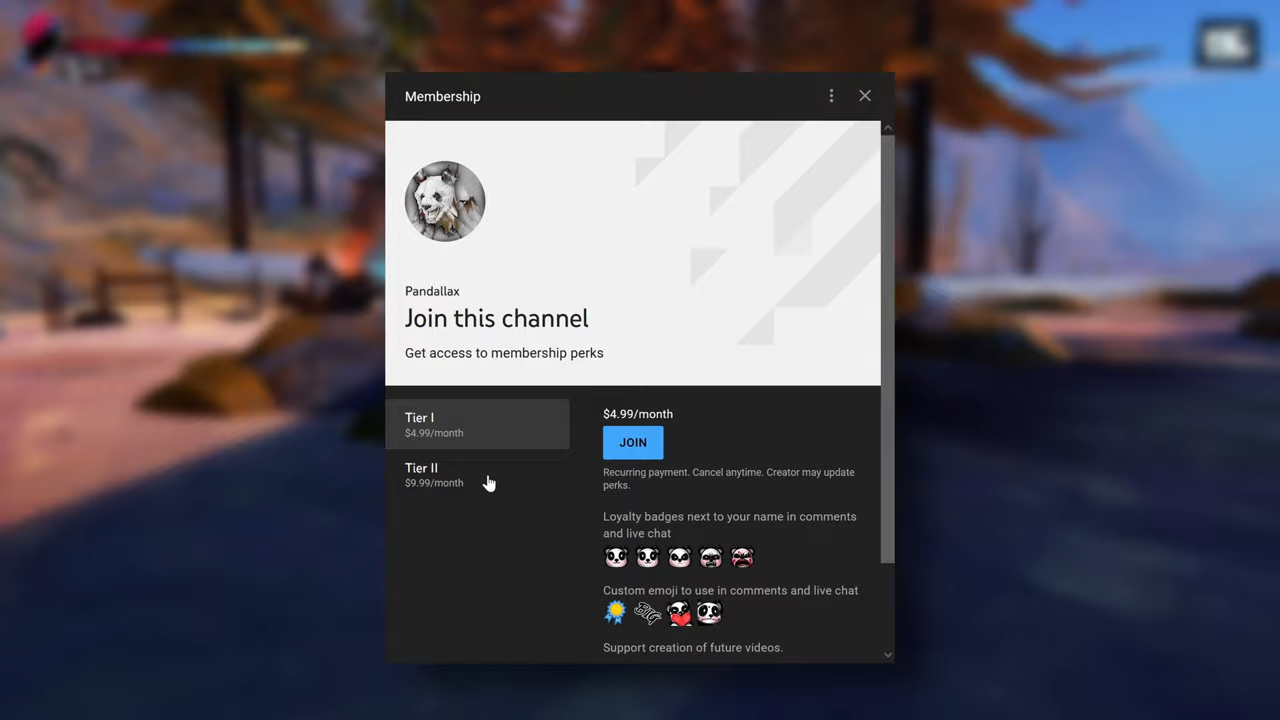 Membership
Pandallax
Join this channel
Get access to membership perks
Tier I
$4.99/month
Tier II
$9.99/month
$4.99/month
JOIN
Recurring payment. Cancel anytime. Creator may update
perks.
Loyalty badges next to your name in comments
and live chat
Custom emoji to use in comments and live chat
Support creation of future videos.